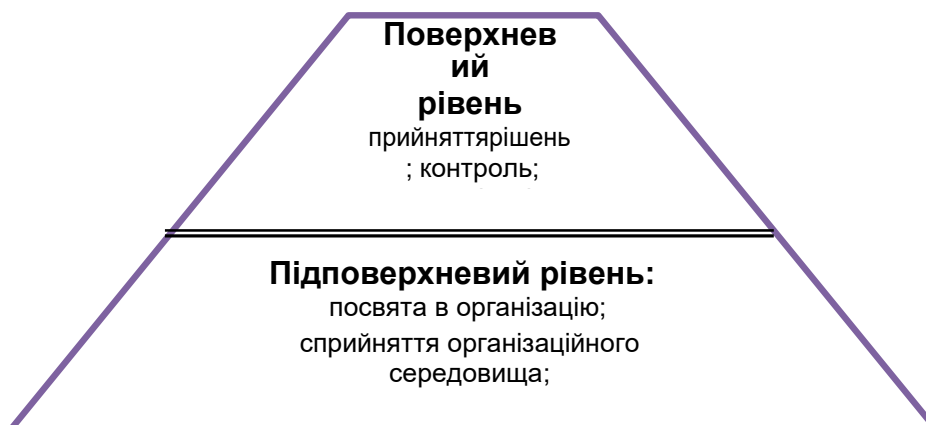 Поверхнев
ий
рівень
прийняттярішень
; контроль;
Підповерхневий рівень:
посвята в організацію;
сприйняття організаційного
середовища;